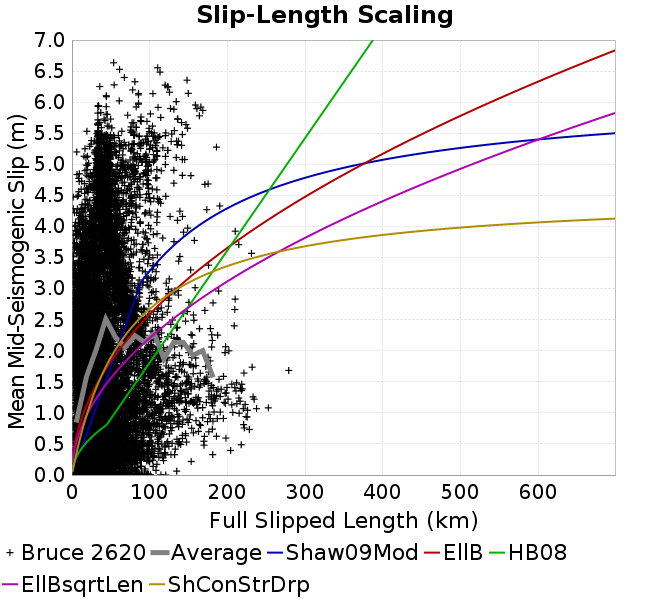 Slip-Length Scaling
Mean Mid-Seismogenic Slip (m)
7.0
6.5
6.0
5.5
5.0
4.5
4.0
3.5
3.0
2.5
2.0
1.5
1.0
0.5
0.0
0 100 200 300 400 500 600
Full Slipped Length (km)
Bruce 2620 Average Shaw09Mod EllB HB08
EllBsqrtLen ShConStrDrp